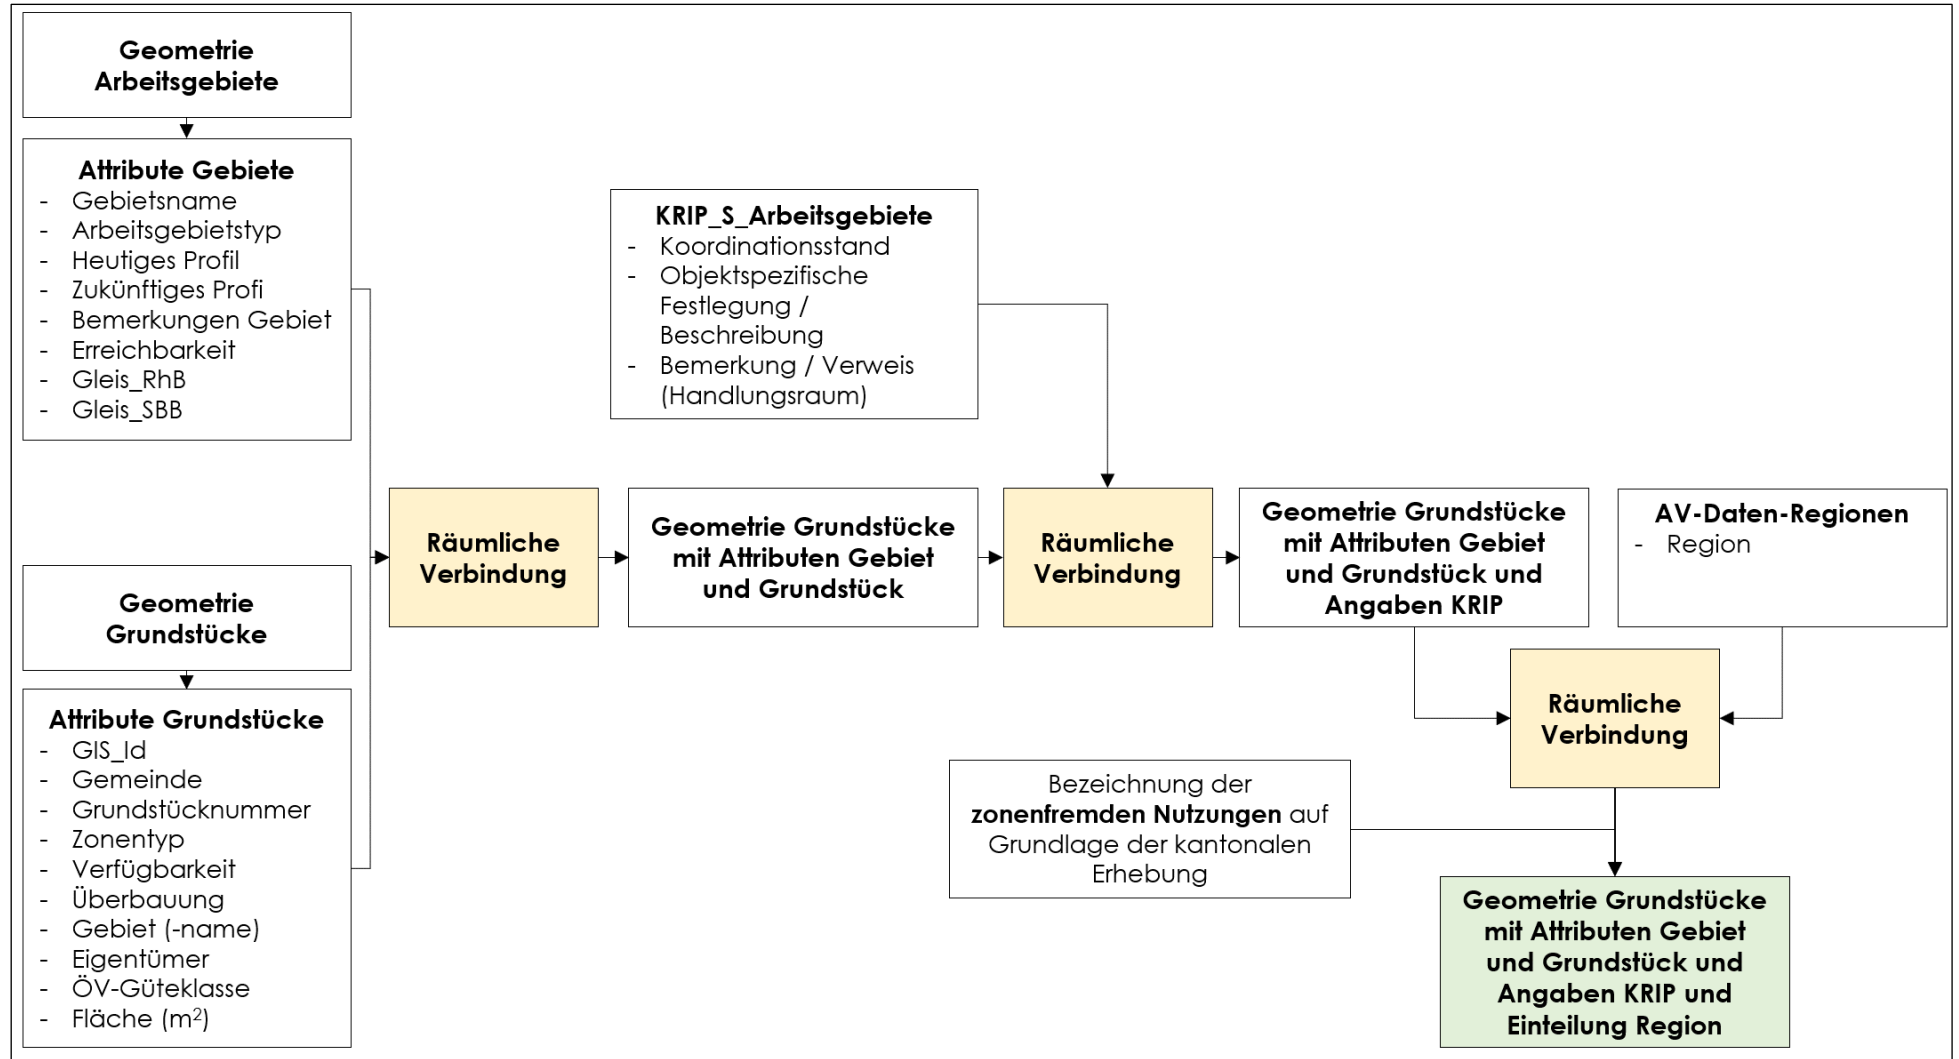 Geometrie
Arbeitsgebiete
Attribute Gebiete
- Gebietsname
- Arbeitsgebietstyp
- Heutiges Profil
- Zukünftiges Profi
- Bemerkungen Gebiet
- Erreichbarkeit
- Gleis_RhB
- Gleis_SBB
Geometrie
Grundstücke
Attribute Grundstücke
- GIS_Id
- Gemeinde
- Grundstücknummer
- Zonentyp
- Verfügbarkeit
- Überbauung
- Gebiet (-name)
- Eigentümer
- ÖV-Güteklasse
- Fläche (m²)
Räumliche
Verbindung
Geometrie Grundstücke
mit Attributen Gebiet
und Grundstück
KRIP_S_Arbeitsgebiete
- Koordinationsstand
- Objektspezifische
Festlegung /
Beschreibung
- Bemerkung / Verweis
(Handlungsraum)
Räumliche
Verbindung
Geometrie Grundstücke
mit Attributen Gebiet
und Grundstück und
Angaben KRIP
AV-Daten-Regionen
- Region
Räumliche
Verbindung
Bezeichnung der
zonenfremden Nutzungen auf
Grundlage der kantonalen
Erhebung
Geometrie Grundstücke
mit Attributen Gebiet
und Grundstück und
Angaben KRIP und
Einteilung Region